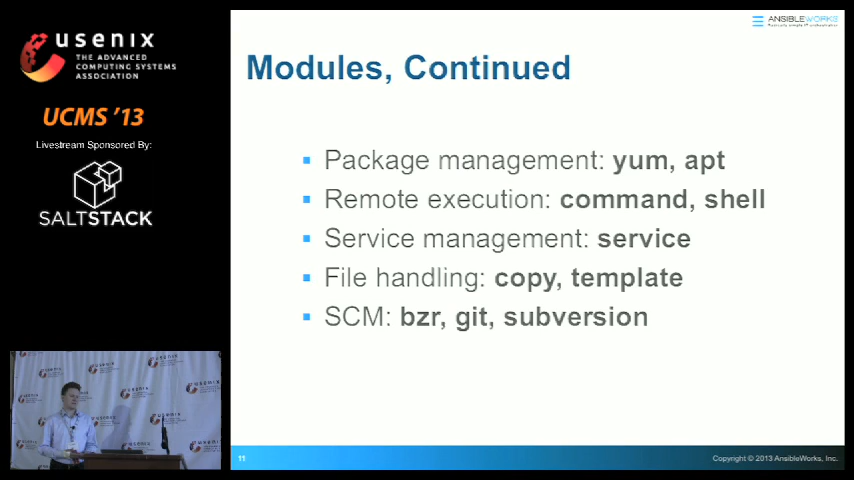 usenix
THE ADVANCED
COMPUTING SYSTEMS
ASSOCIATION
UCMS '13
Livestream Sponsored By:
SALTSTACK
ANSIBLEWORKS
Modules, Continued
Package management: yum, apt
Remote execution: command, shell
Service management: service
File handling: copy, template
SCM: bzr, git, subversion
11
Copyright © 2013 AnsibleWorks, Inc.